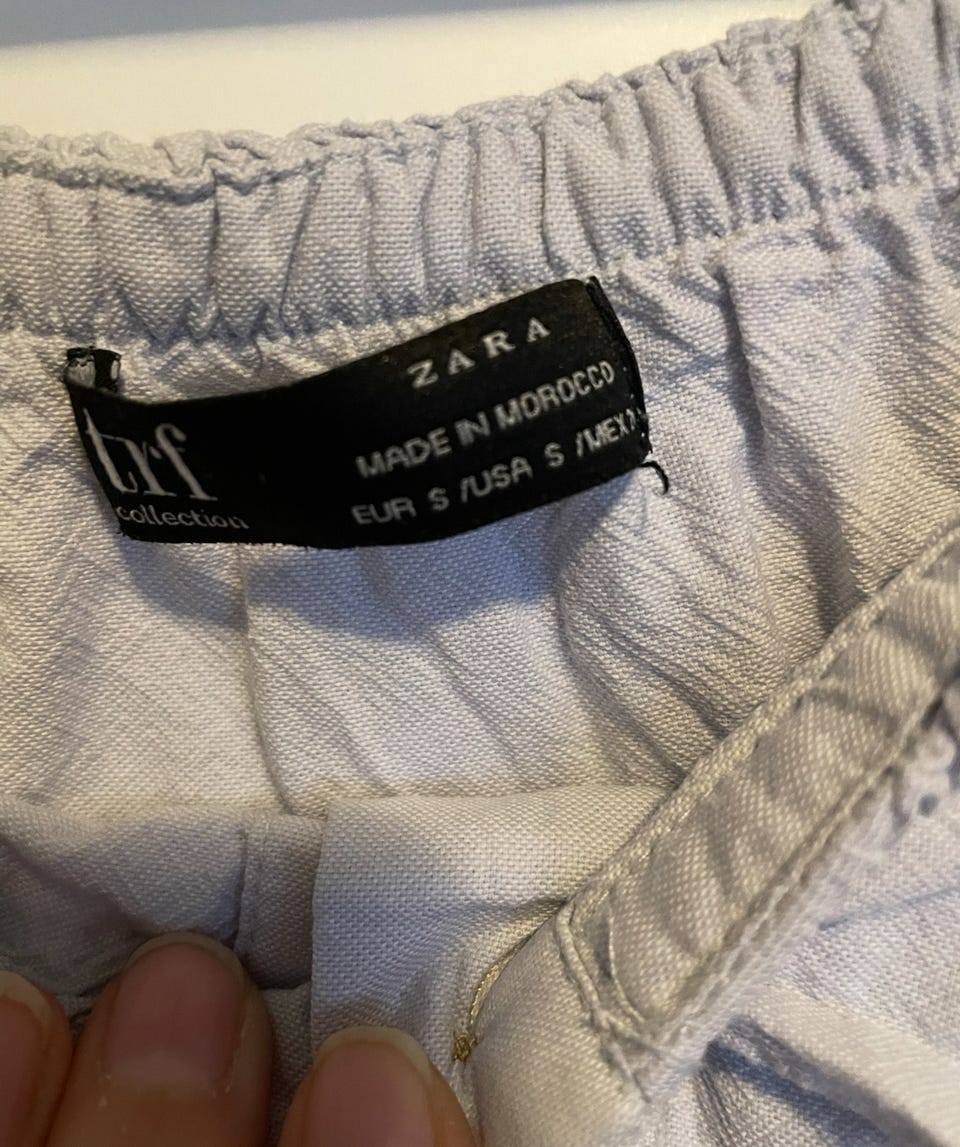 trf
collection
ZARA
MADE IN MOROCCO
EUR S /USA S /MEX